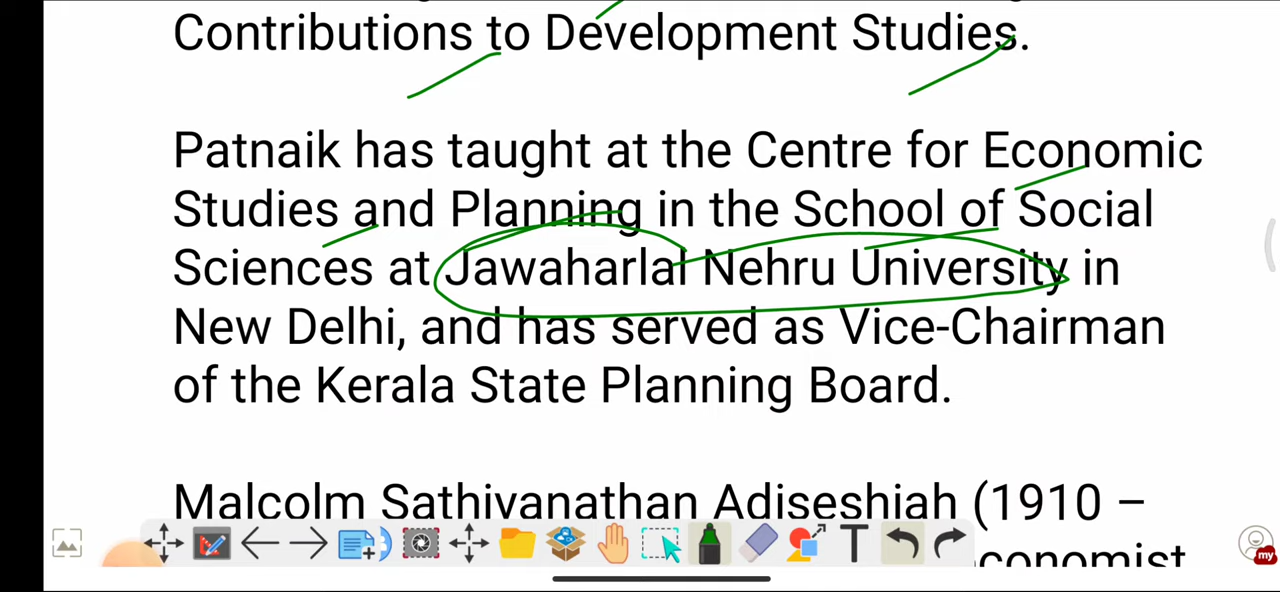 Contributions to Development Studies.
Patnaik has taught at the Centre for Economic
Studies and Planning in the School of Social
Sciences at Jawaharlal Nehru University in
New Delhi, and has served as Vice-Chairman
of the Kerala State Planning Board.
Malcolm Sathivanathan Adiseshiah (1910 –
economist
T
my